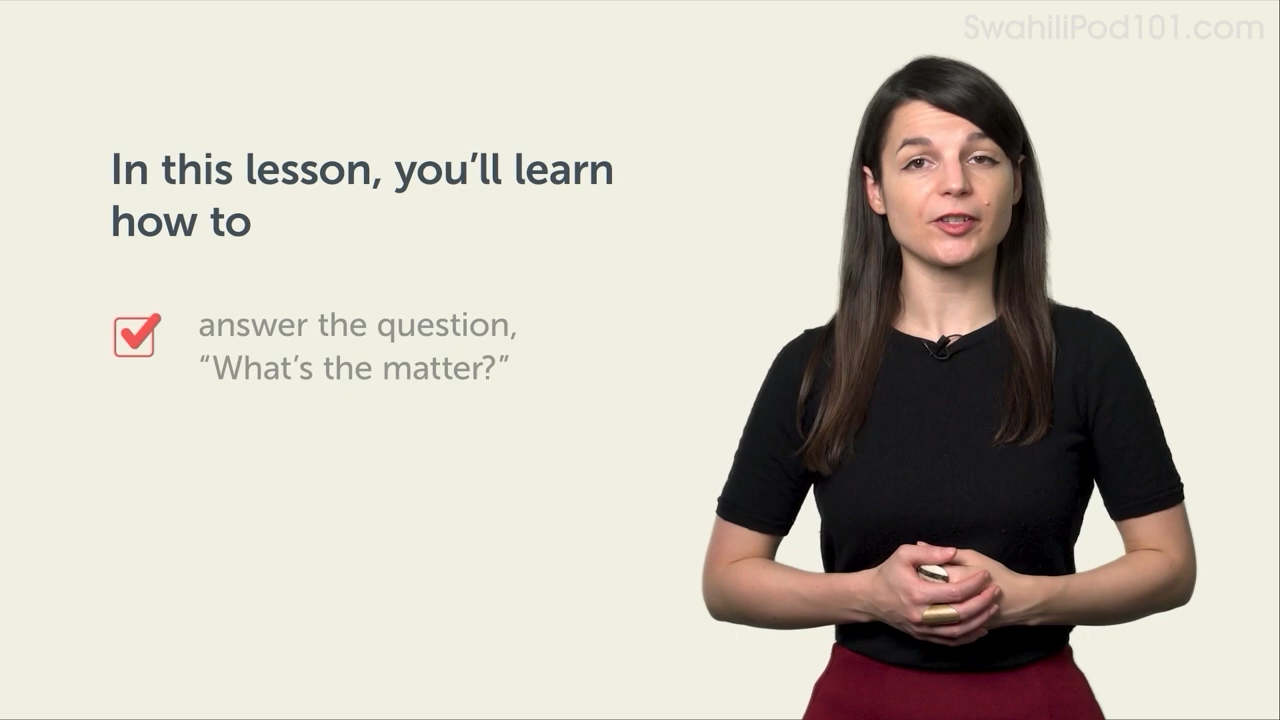 SwahiliPod101.com
In this lesson, you’ll learn
how to
answer the question,
“What’s the matter?”